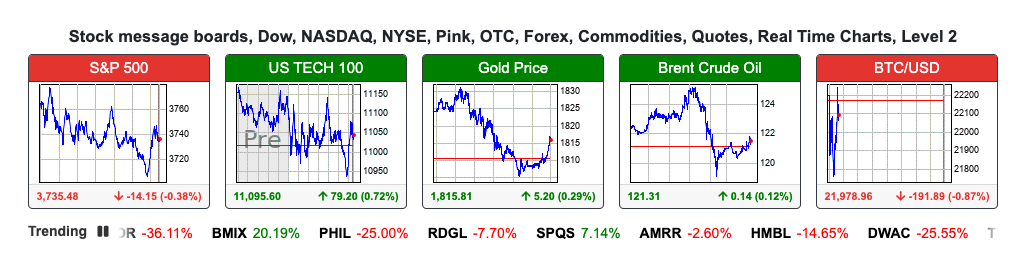 Stock message boards, Dow, NASDAQ, NYSE, Pink, OTC, Forex, Commodities, Quotes, Real Time Charts, Level 2
S&P 500
3760
3740
3720
3,735.48 -14.15 (-0.38%)
US TECH 100
Pre
11150
11100
11050
11000
10950
11,095.60 79.20 (0.72%)
Gold Price
1830
1825
1820
1815
1810
1,815.81 5.20 (0.29%)
Brent Crude Oil
124
122
120
121.31 0.14 (0.12%)
BTC/USD
22200
22100
22000
21900
21800
21,978.96 -191.89 (-0.87%)
Trending R -36.11% BMIX 20.19% PHIL -25.00% RDGL -7.70% SPQS 7.14% AMRR -2.60% HMBL -14.65% DWAC -25.55% T